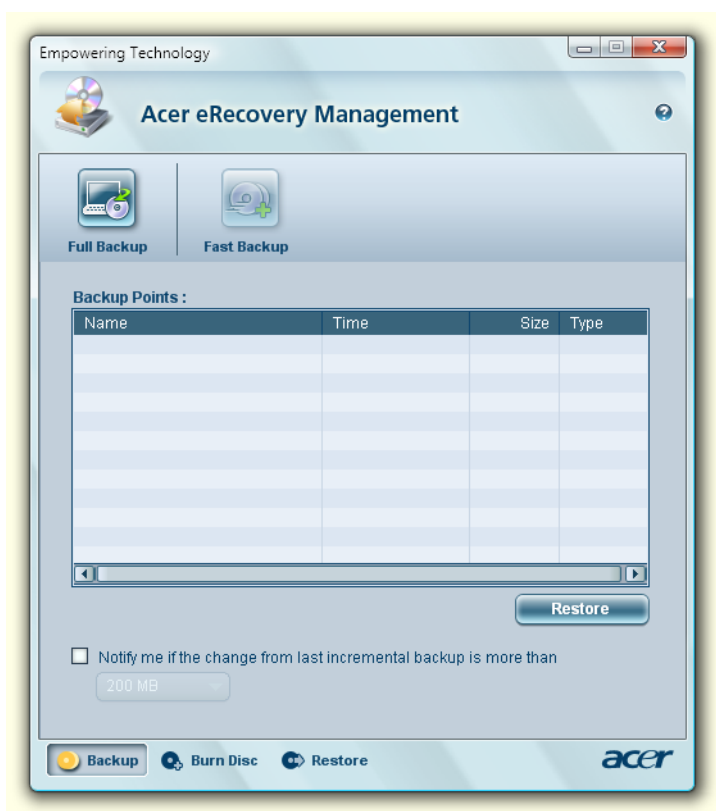 Empowering Technology
Acer eRecovery Management
Full Backup
Fast Backup
Backup Points :
Name Time Size Type
Restore
Notify me if the change from last incremental backup is more than
200 MB
Backup Burn Disc Restore acer